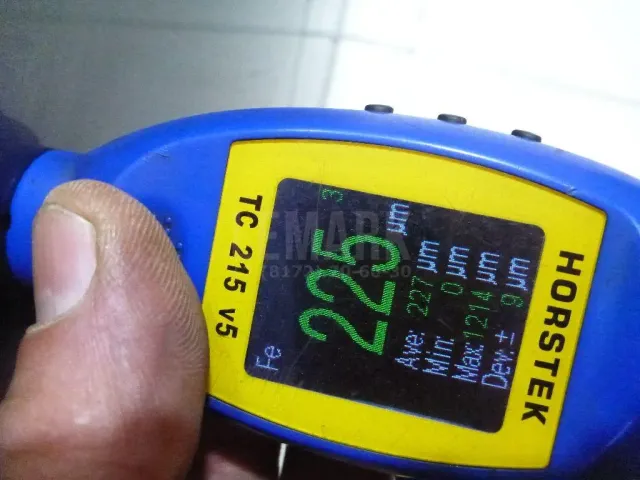 HORSTEK
Fe 3
225 µm
Ave: 227 µm
Min: 0 µm
Max: 1214 µm
Dev: ± 9 µm
TC 215 v5
EMARK